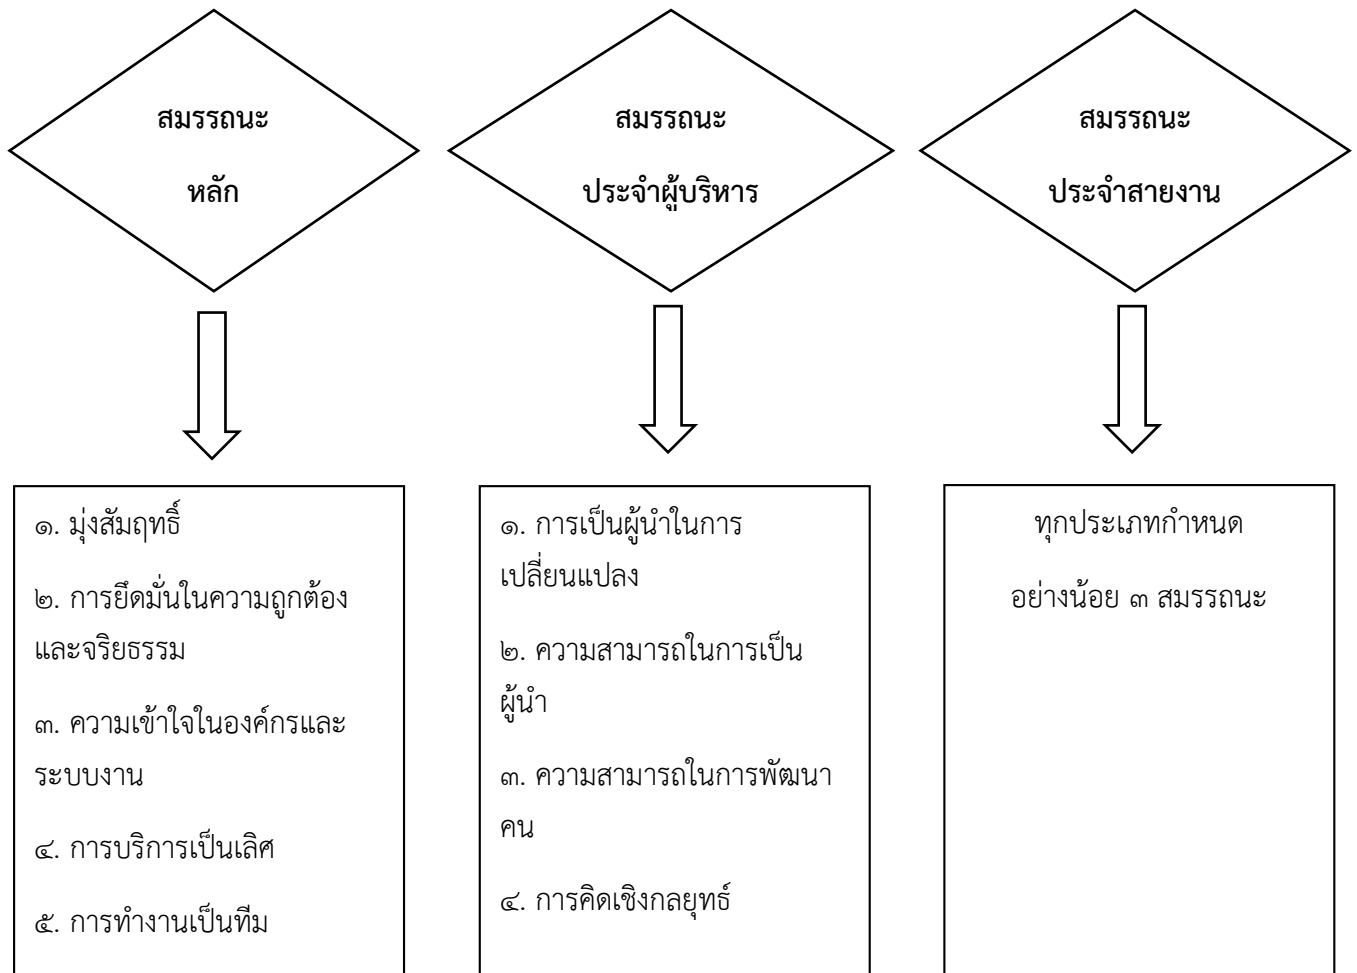 สมรรถนะ
หลัก
สมรรถนะ
ประจำผู้บริหาร
สมรรถนะ
ประจำสายงาน
๑. มุ่งสัมฤทธิ์
๒. การยึดมั่นในความถูกต้อง
และจริยธรรม
๓. ความเข้าใจในองค์กรและ
ระบบงาน
๔. การบริการเป็นเลิศ
๕. การทำงานเป็นทีม
๑. การเป็นผู้นำในการ
เปลี่ยนแปลง
๒. ความสามารถในการเป็น
ผู้นำ
๓. ความสามารถในการพัฒนา
คน
๔. การคิดเชิงกลยุทธ์
ทุกประเภทกำหนด
อย่างน้อย ๓ สมรรถนะ